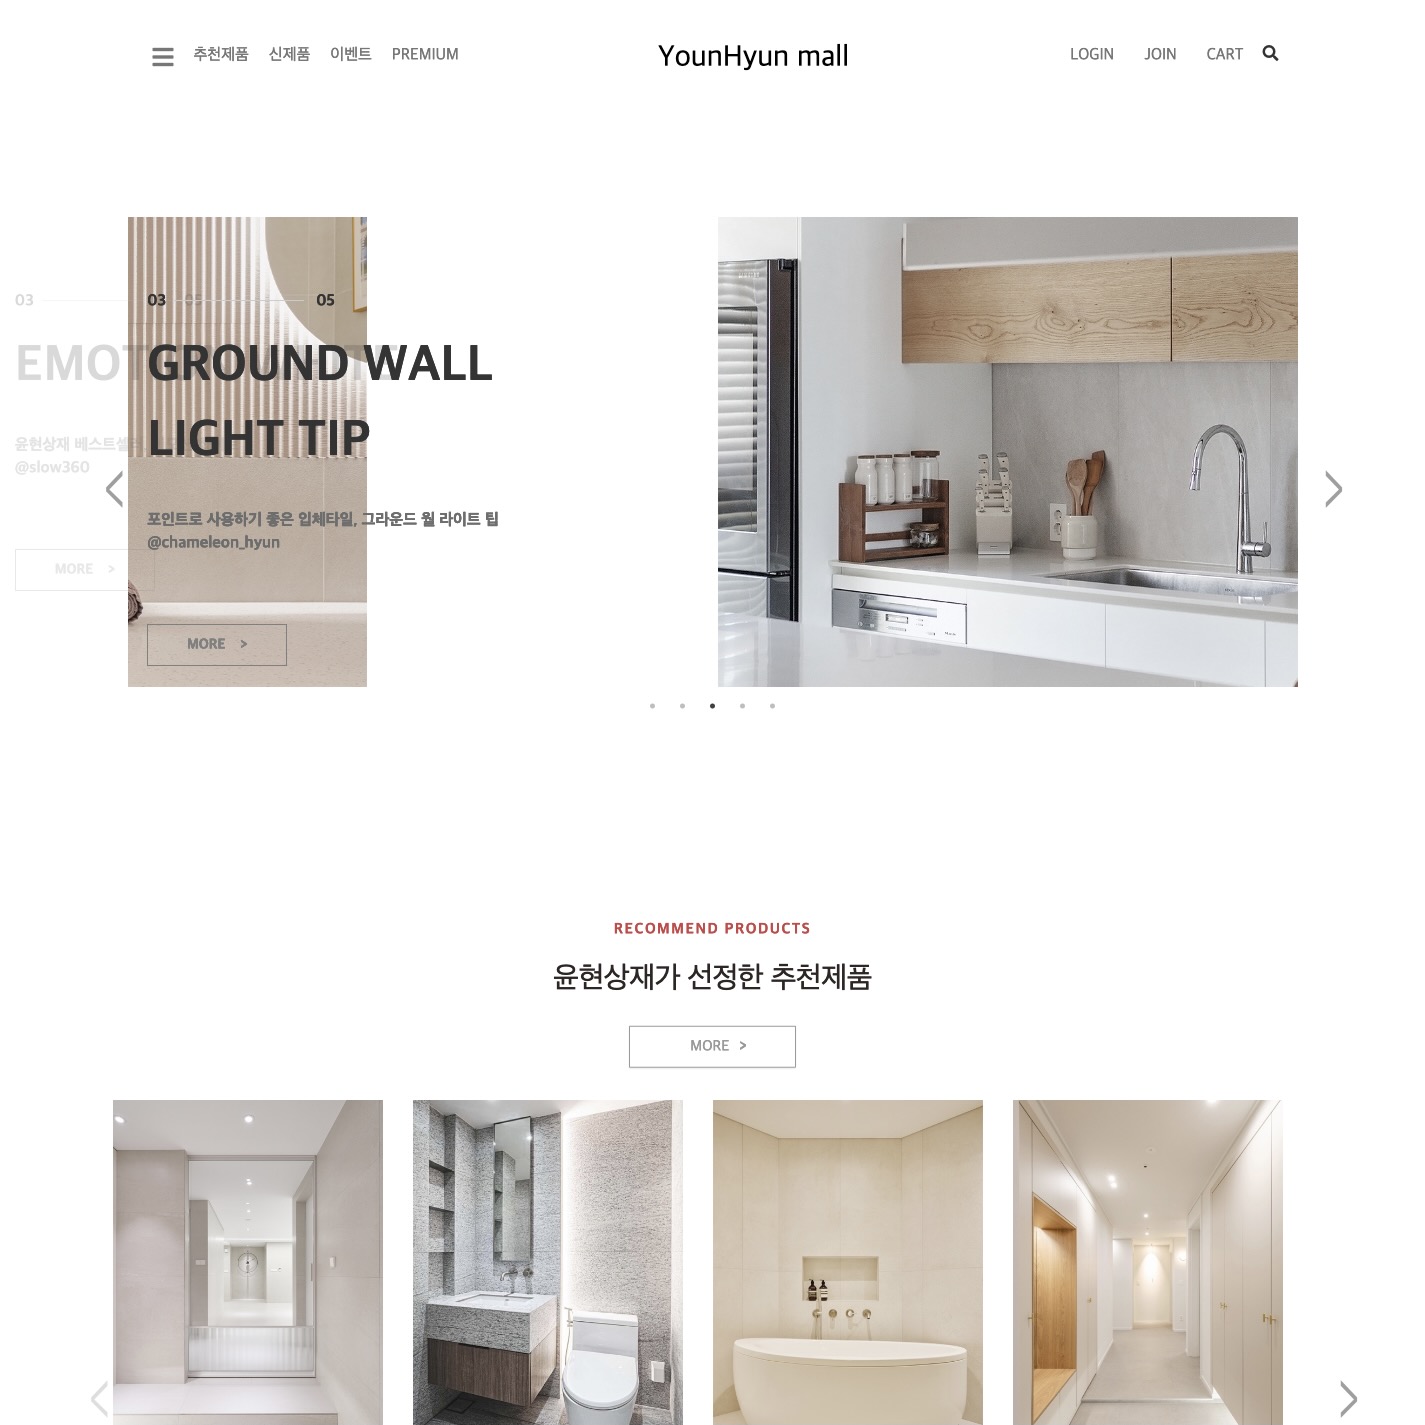 추천제품 신제품 이벤트 PREMIUM
YounHyun mall
LOGIN JOIN CART
03
03 05
GROUND WALL
LIGHT TIP
윤현상재 베스트셀
@slow360
포인트로 사용하기 좋은 입체타일, 그라운드 월 라이트 팁
@chameleon_hyun
MORE >
MORE >
RECOMMEND PRODUCTS
윤현상재가 선정한 추천제품
MORE >